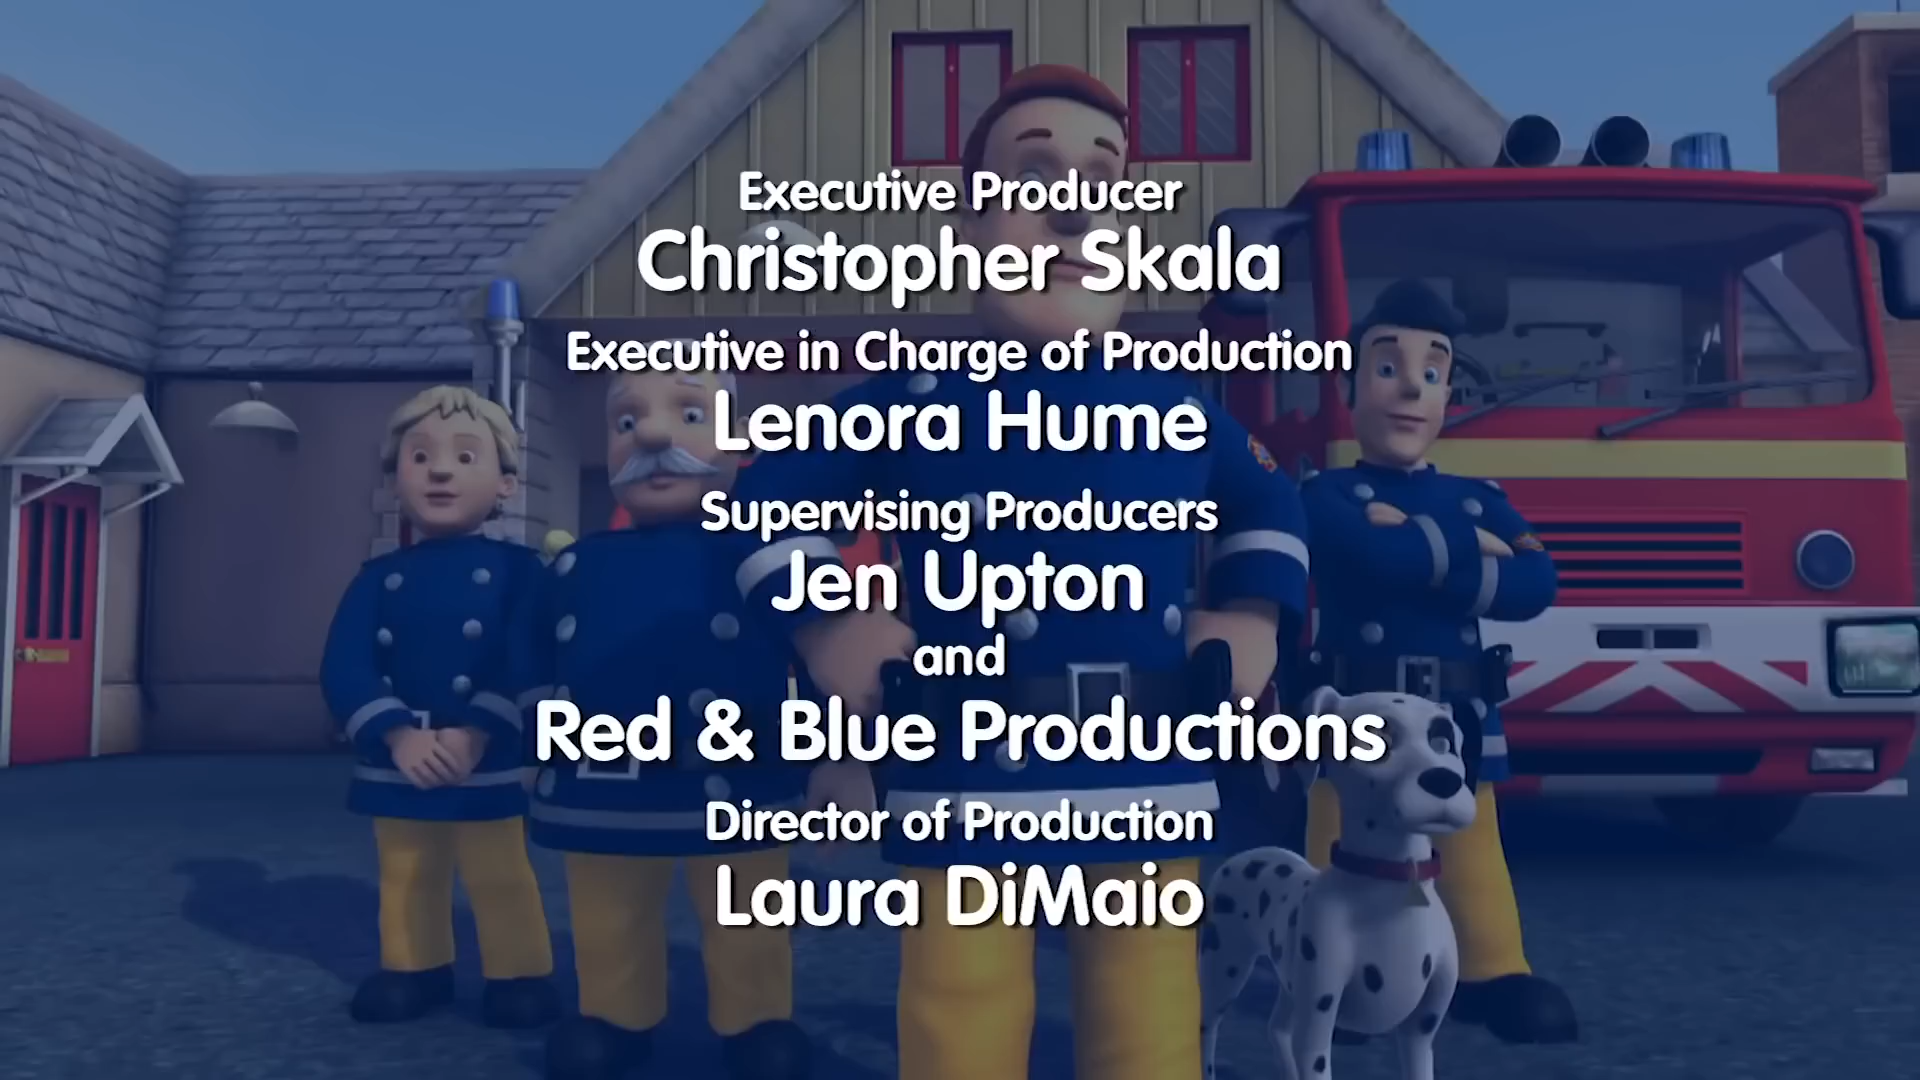 Executive Producer
Christopher Skala
Executive in Charge of Production
Lenora Hume
Supervising Producers
Jen Upton
and
Red & Blue Productions
Director of Production
Laura DiMaio